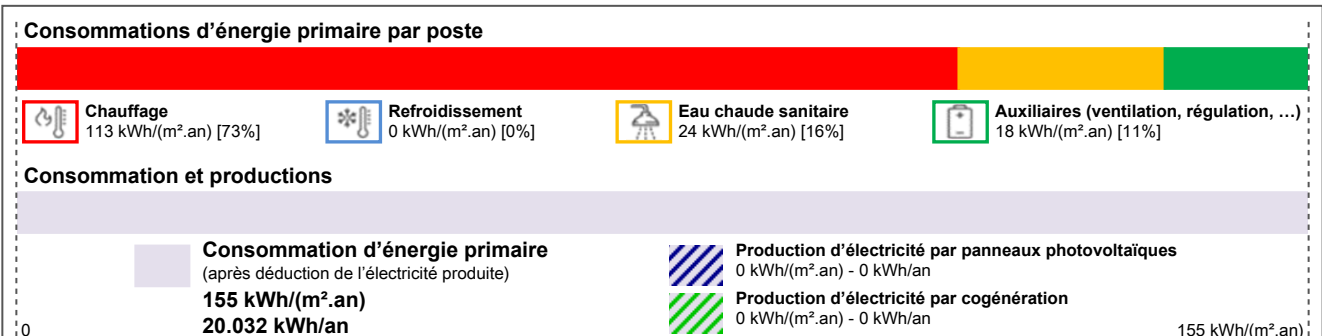 Consommations d’énergie primaire par poste
Chauffage
113 kWh/(m².an) [73%]
Refroidissement
0 kWh/(m².an) [0%]
Eau chaude sanitaire
24 kWh/(m².an) [16%]
Auxiliaires (ventilation, régulation, …)
18 kWh/(m².an) [11%]
Consommation et productions
Consommation d’énergie primaire
(après déduction de l’électricité produite)
155 kWh/(m².an)
20.032 kWh/an
Production d’électricité par panneaux photovoltaïques
0 kWh/(m².an) - 0 kWh/an
Production d’électricité par cogénération
0 kWh/(m².an) - 0 kWh/an
0
155 kWh/(m².an)